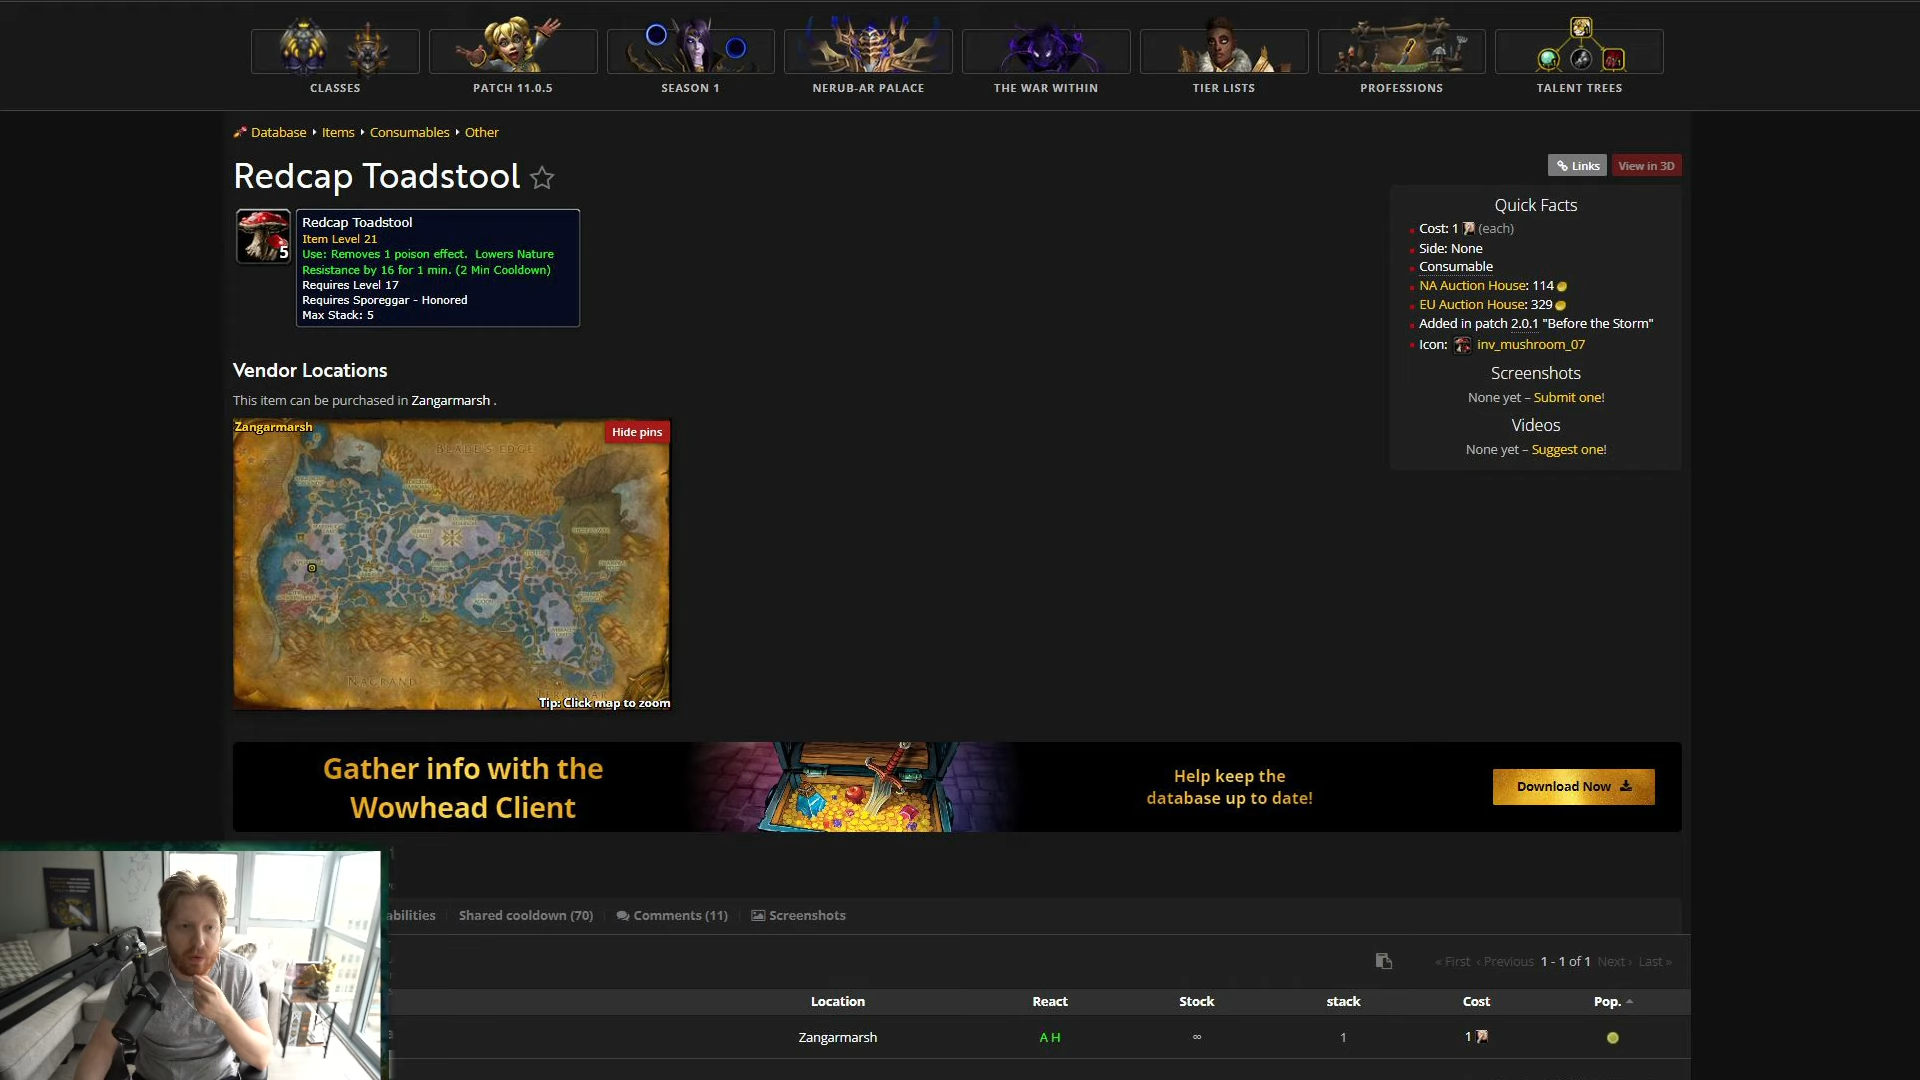 CLASSES
PATCH 11.0.5
SEASON 1
NERUB-AR PALACE
THE WAR WITHIN
TIER LISTS
PROFESSIONS
TALENT TREES
Database Items Consumables Other
Redcap Toadstool
Links View in 3D
5
Redcap Toadstool
Item Level 21
Use: Removes 1 poison effect. Lowers Nature
Resistance by 16 for 1 min. (2 Min Cooldown)
Requires Level 17
Requires Sporeggar - Honored
Max Stack: 5
Quick Facts
Cost: 1 (each)
Side: None
Consumable
NA Auction House: 114
EU Auction House: 329
Added in patch 2.0.1 "Before the Storm"
Icon: inv_mushroom_07
Screenshots
None yet – Submit one!
Videos
None yet – Suggest one!
Vendor Locations
This item can be purchased in Zangarmarsh .
Zangarmarsh
Hide pins
BLADE'S EDGE
NAGRAND
Tip: Click map to zoom
Gather info with the
Wowhead Client
Help keep the
database up to date!
Download Now
abilities
Shared cooldown (70)
Comments (11)
Screenshots
« First ‹ Previous 1 - 1 of 1 Next › Last »
Location React Stock stack Cost Pop.
Zangarmarsh A H ∞ 1 1